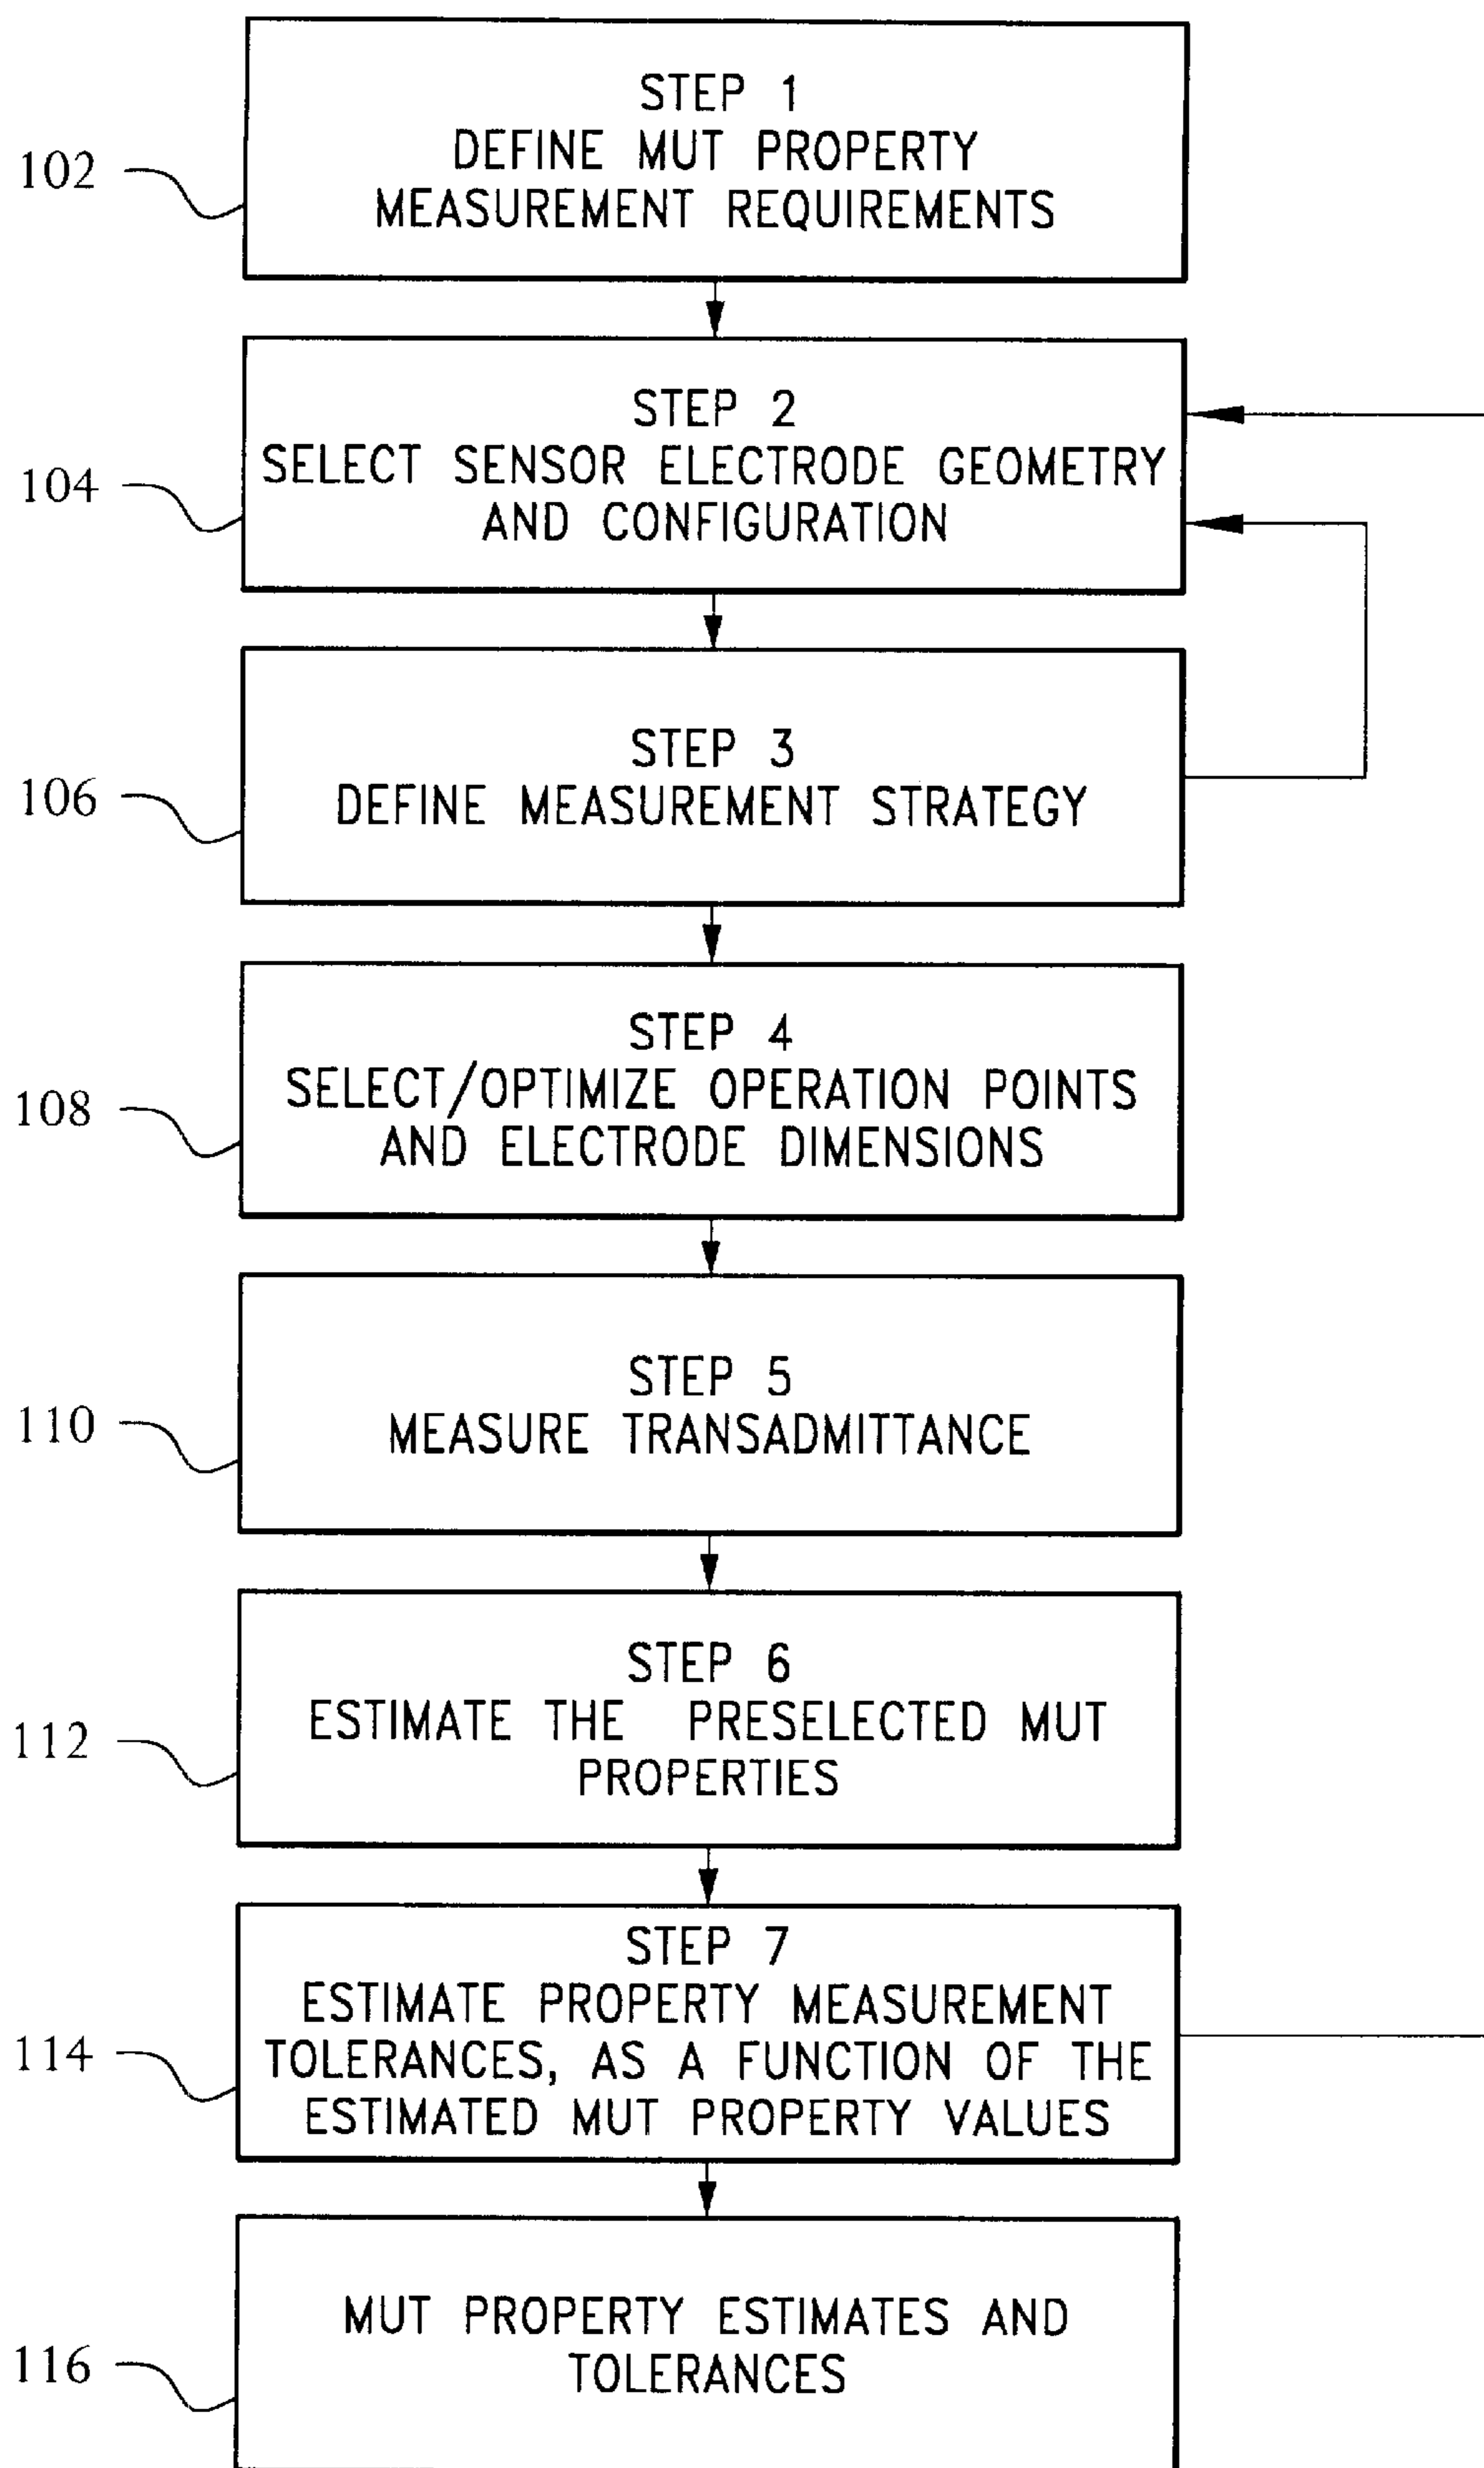 STEP 1
DEFINE MUT PROPERTY
MEASUREMENT REQUIREMENTS
102
STEP 2
SELECT SENSOR ELECTRODE GEOMETRY
AND CONFIGURATION
104
STEP 3
DEFINE MEASUREMENT STRATEGY
106
STEP 4
SELECT/OPTIMIZE OPERATION POINTS
AND ELECTRODE DIMENSIONS
108
STEP 5
MEASURE TRANSADMITTANCE
110
STEP 6
ESTIMATE THE PRESELECTED MUT
PROPERTIES
112
STEP 7
ESTIMATE PROPERTY MEASUREMENT
TOLERANCES, AS A FUNCTION OF THE
ESTIMATED MUT PROPERTY VALUES
114
MUT PROPERTY ESTIMATES AND
TOLERANCES
116